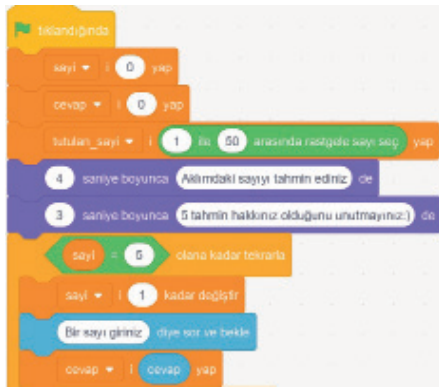 tıklandığında
sayi ▾ i 0 yap
cevap ▾ i 0 yap
tutulan_sayi ▾ i 1 ile 50 arasında rastgele sayı seç yap
4 saniye boyunca Aklımdaki sayıyı tahmin ediniz de
3 saniye boyunca 5 tahmin hakkınız olduğunu unutmayınız:) de
sayi = 5 olana kadar tekrarla
sayi ▾ i 1 kadar değiştir
Bir sayı giriniz diye sor ve bekle
cevap ▾ i cevap yap